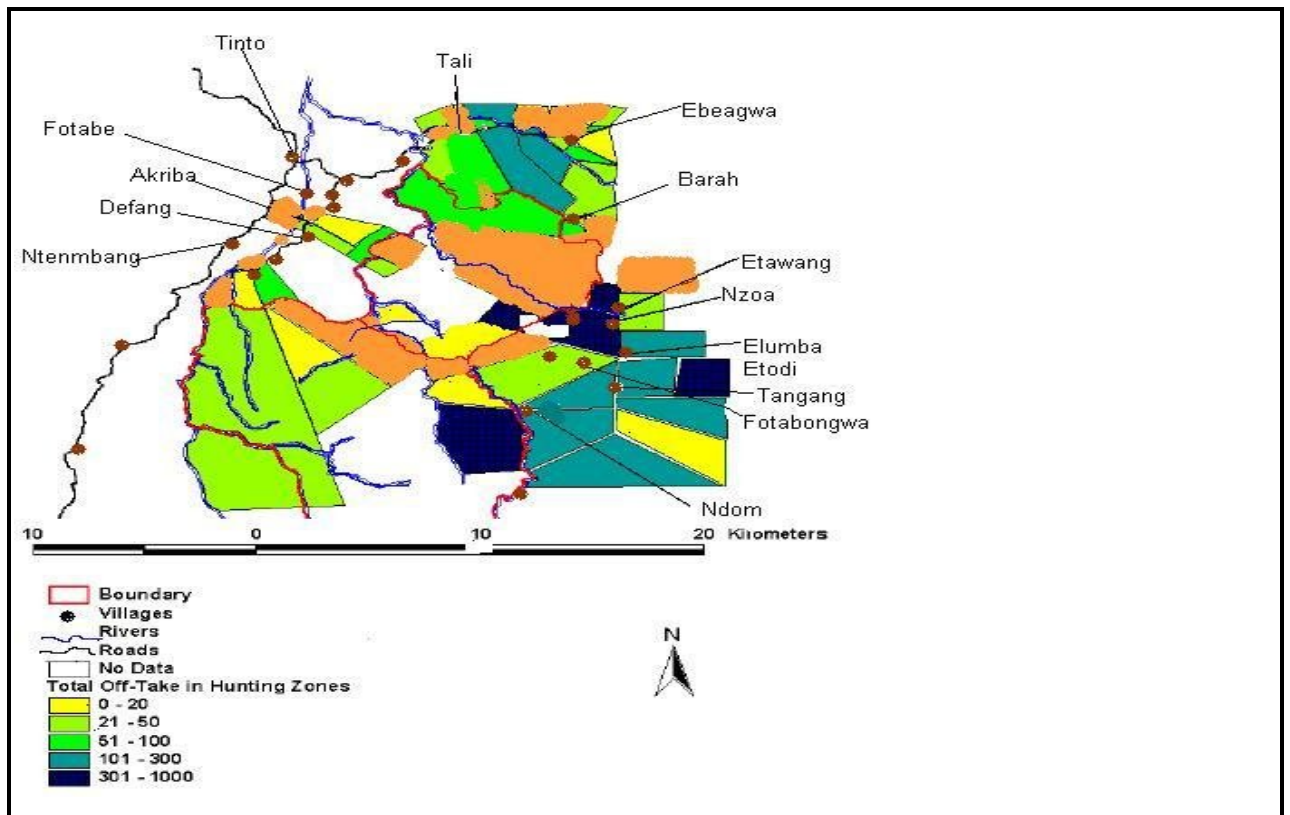 Tinto
Tali
Ebeagwa
Fotabe
Akriba
Barah
Defang
Ntenmbang
Etawang
Nzoa
Elumba
Etodi
Tangang
Fotabongwa
Ndom
10 0 10 20 Kilometers
Boundary
Villages
Rivers
Roads
No Data
Total Off-Take in Hunting Zones
0 - 20
21 - 50
51 - 100
101 - 300
301 - 1000
N